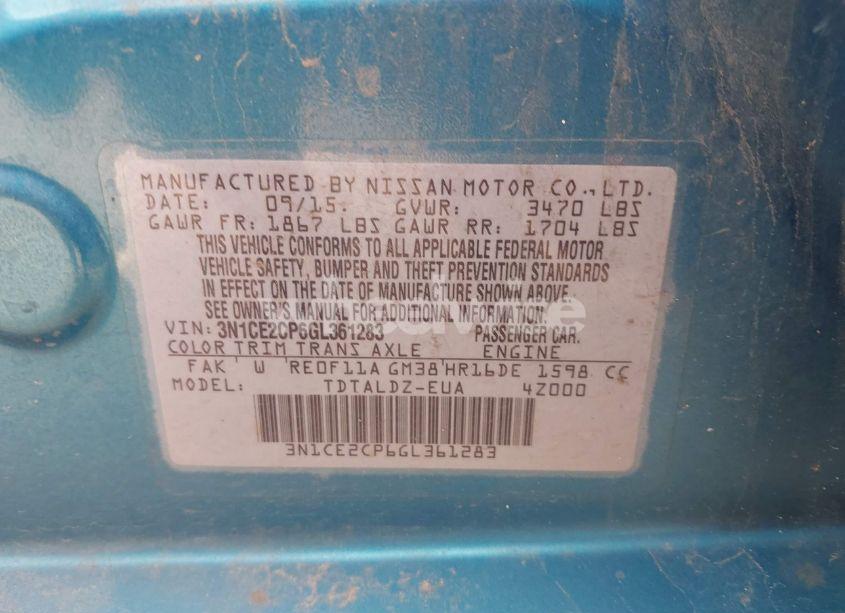 MANUFACTURED BY NISSAN MOTOR CO., LTD.
DATE: 09/15. GVWR: 3470 LBS
GAWR FR: 1867 LBS GAWR RR: 1704 LBS
THIS VEHICLE CONFORMS TO ALL APPLICABLE FEDERAL MOTOR
VEHICLE SAFETY, BUMPER AND THEFT PREVENTION STANDARDS
IN EFFECT ON THE DATE OF MANUFACTURE SHOWN ABOVE.
SEE OWNER'S MANUAL FOR ADDITIONAL INFORMATION.
VIN: 3N1CE2CP6GL361283 PASSENGER CAR.
COLOR TRIM TRANS AXLE ENGINE
FAK' W RE0F11A GM38'HR16DE 1598 CC
MODEL: TDTALDZ-EUA 4Z000
3N1CE2CP6GL361283